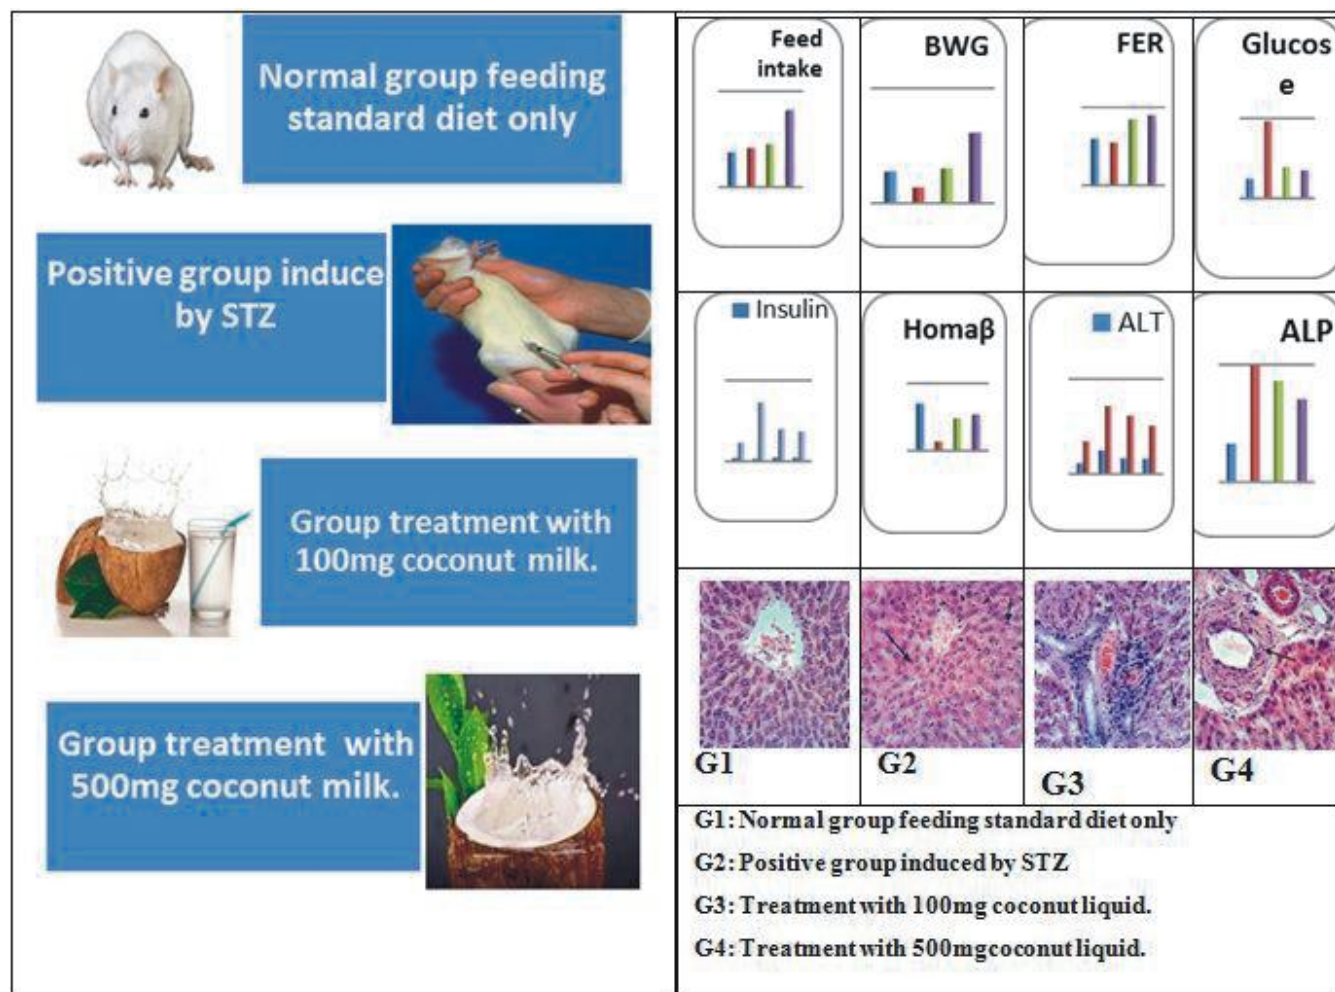 Normal group feeding
standard diet only
Positive group induce
by STZ
Group treatment with
100mg coconut milk.
Group treatment with
500mg coconut milk.
Feed
intake
BWG
FER
Glucos
e
Insulin
Homaβ
ALT
ALP
G1
G2
G3
G4
G1: Normal group feeding standard diet only
G2: Positive group induced by STZ
G3: Treatment with 100mg coconut liquid.
G4: Treatment with 500mgcoconut liquid.